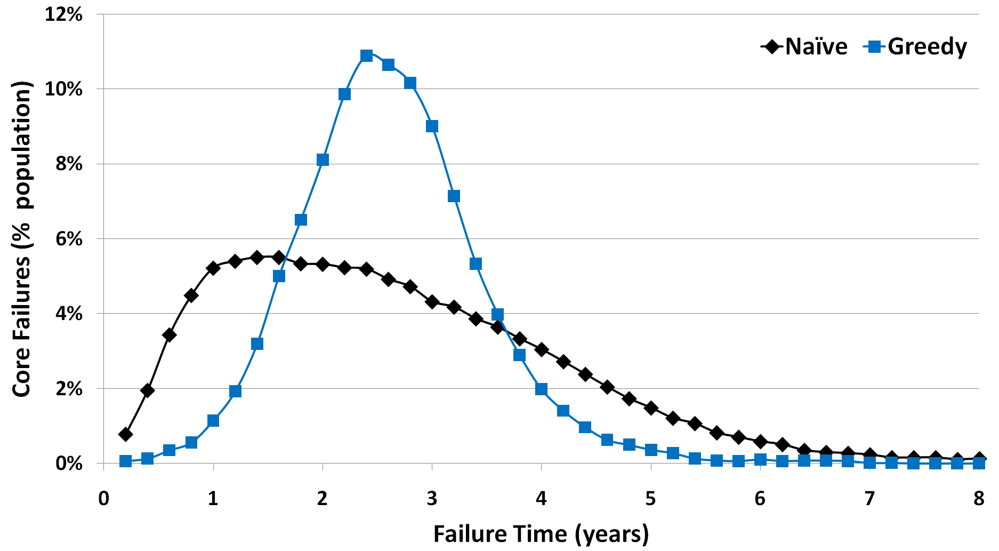 12%
Naïve Greedy
10%
8%
6%
4%
2%
0%
Core Failures (% population)
0 1 2 3 4 5 6 7 8
Failure Time (years)